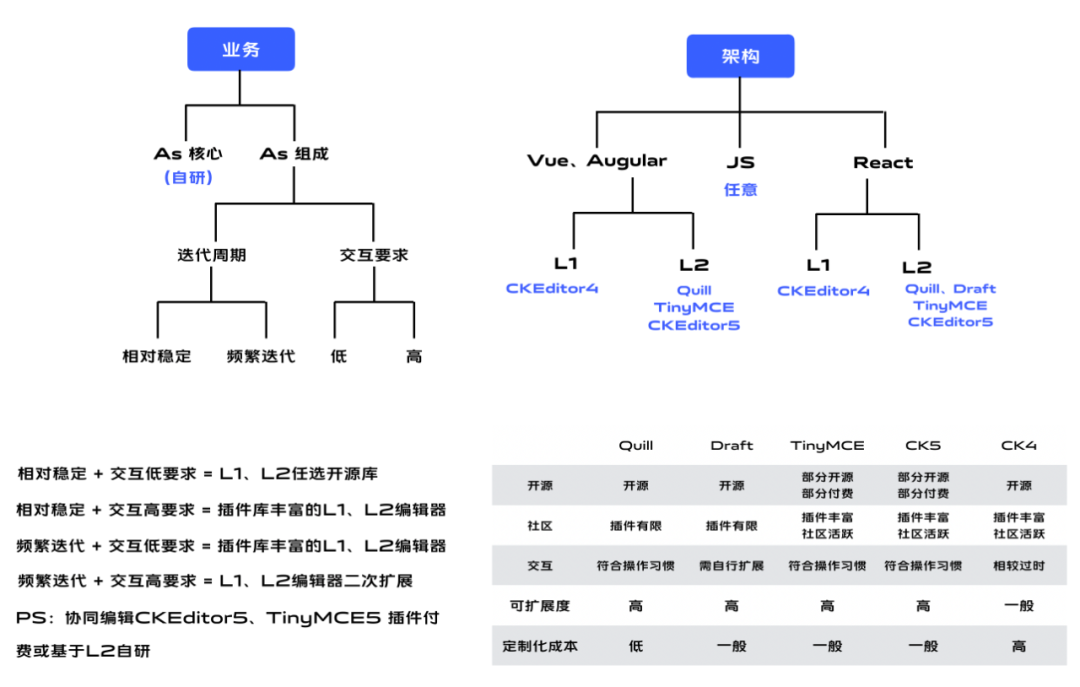 业务
As 核心
(自研)
As 组成
迭代周期
交互要求
相对稳定
频繁迭代
低
高
架构
Vue、Augular
JS
任意
React
L1
CKEditor4
L2
Quill
TinyMCE
CKEditor5
L1
CKEditor4
L2
Quill、Draft
TinyMCE
CKEditor5
相对稳定 + 交互低要求 = L1、L2任选开源库
相对稳定 + 交互高要求 = 插件库丰富的L1、L2编辑器
频繁迭代 + 交互低要求 = 插件库丰富的L1、L2编辑器
频繁迭代 + 交互高要求 = L1、L2编辑器二次扩展
PS：协同编辑CKEditor5、TinyMCE5 插件付
费或基于L2自研
Quill Draft TinyMCE CK5 CK4
开源 开源 开源 部分开源 部分付费 部分开源 部分付费 开源
社区 插件有限 插件有限 插件丰富 社区活跃 插件丰富 社区活跃 插件丰富 社区活跃
交互 符合操作习惯 需自行扩展 符合操作习惯 符合操作习惯 相较过时
可扩展度 高 高 高 高 一般
定制化成本 低 一般 一般 一般 高